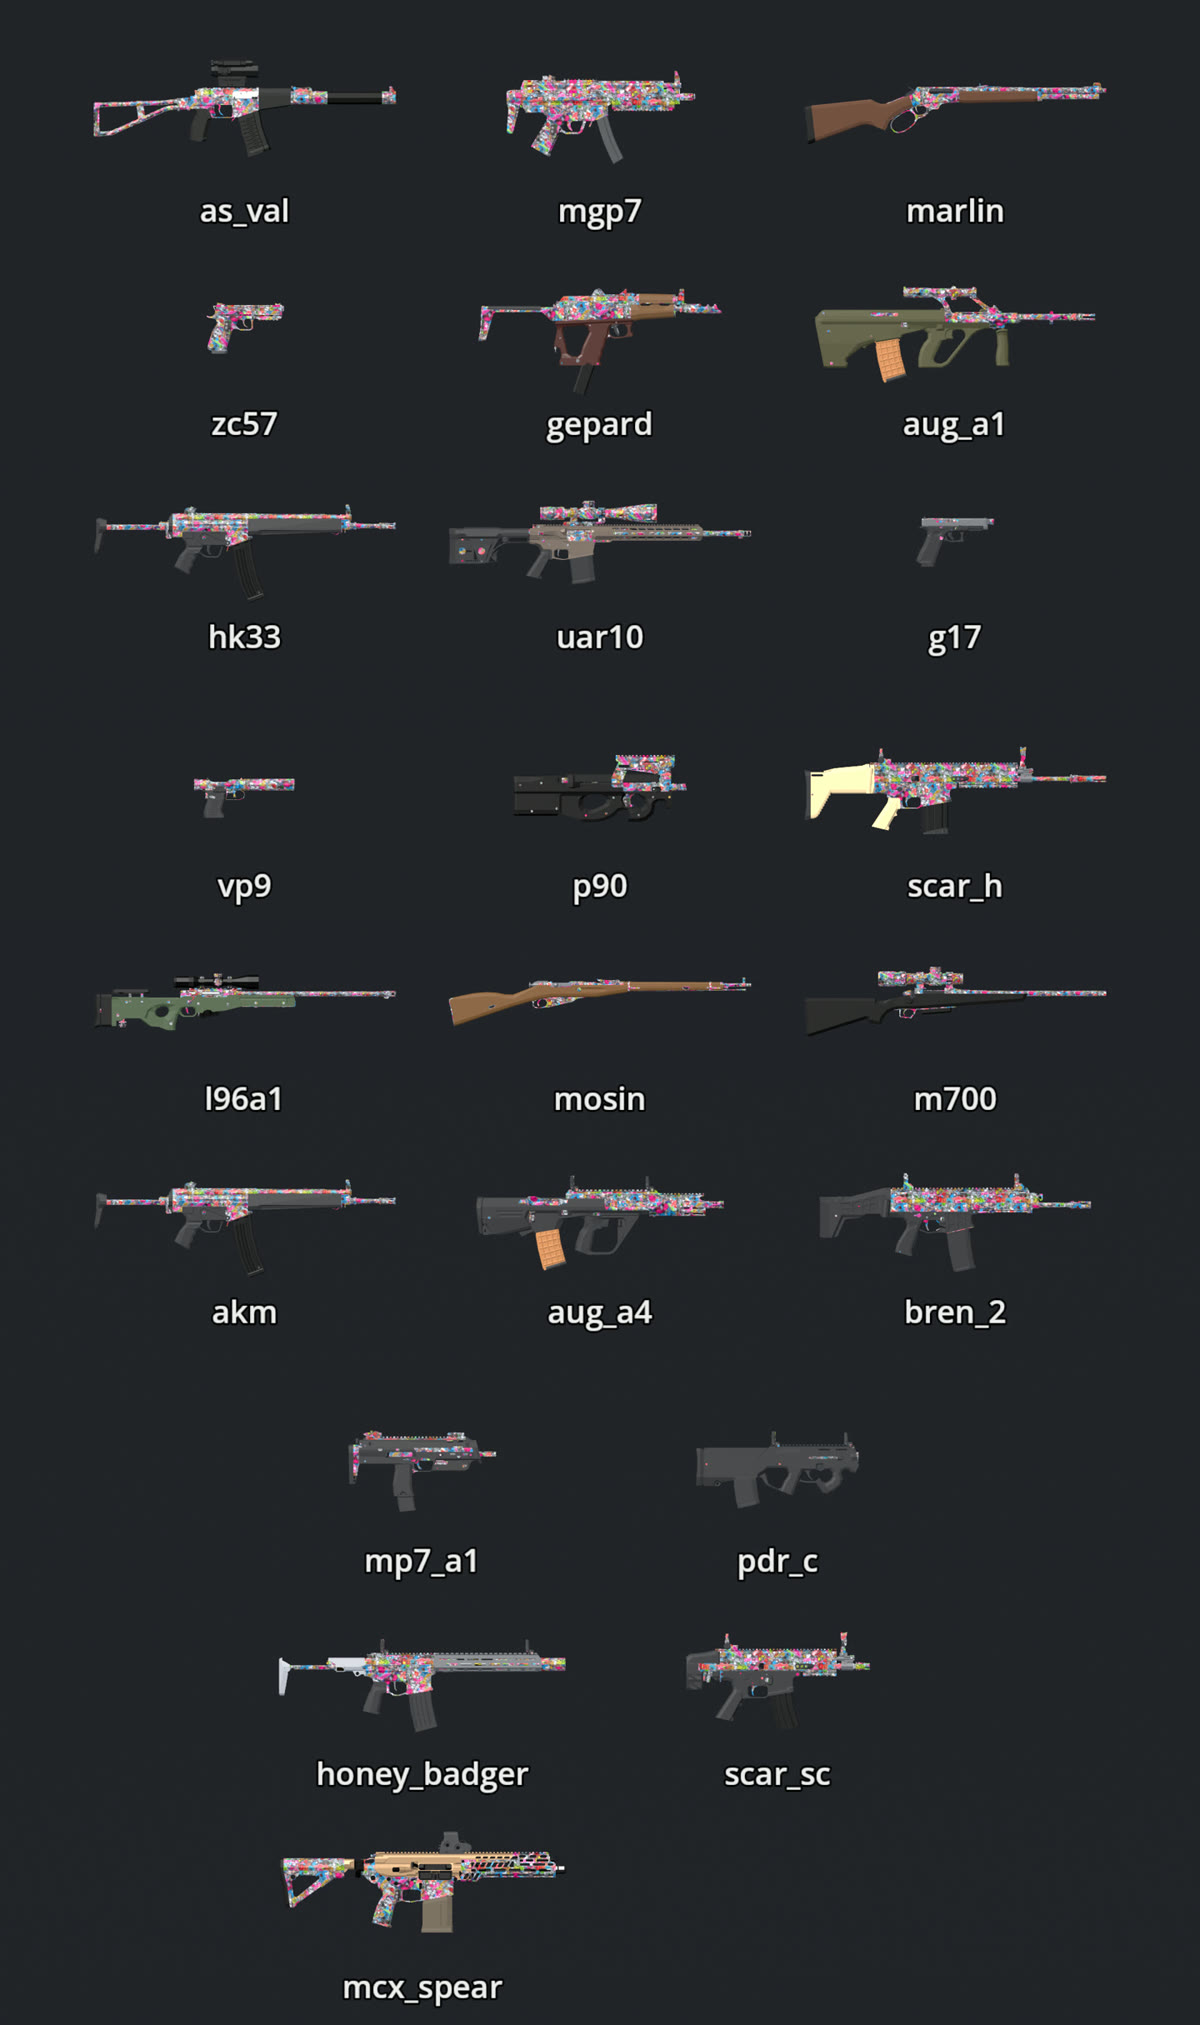 as_val
mgp7
marlin
zc57
gepard
aug_a1
hk33
uar10
g17
vp9
p90
scar_h
l96a1
mosin
m700
akm
aug_a4
bren_2
mp7_a1
pdr_c
honey_badger
scar_sc
mcx_spear